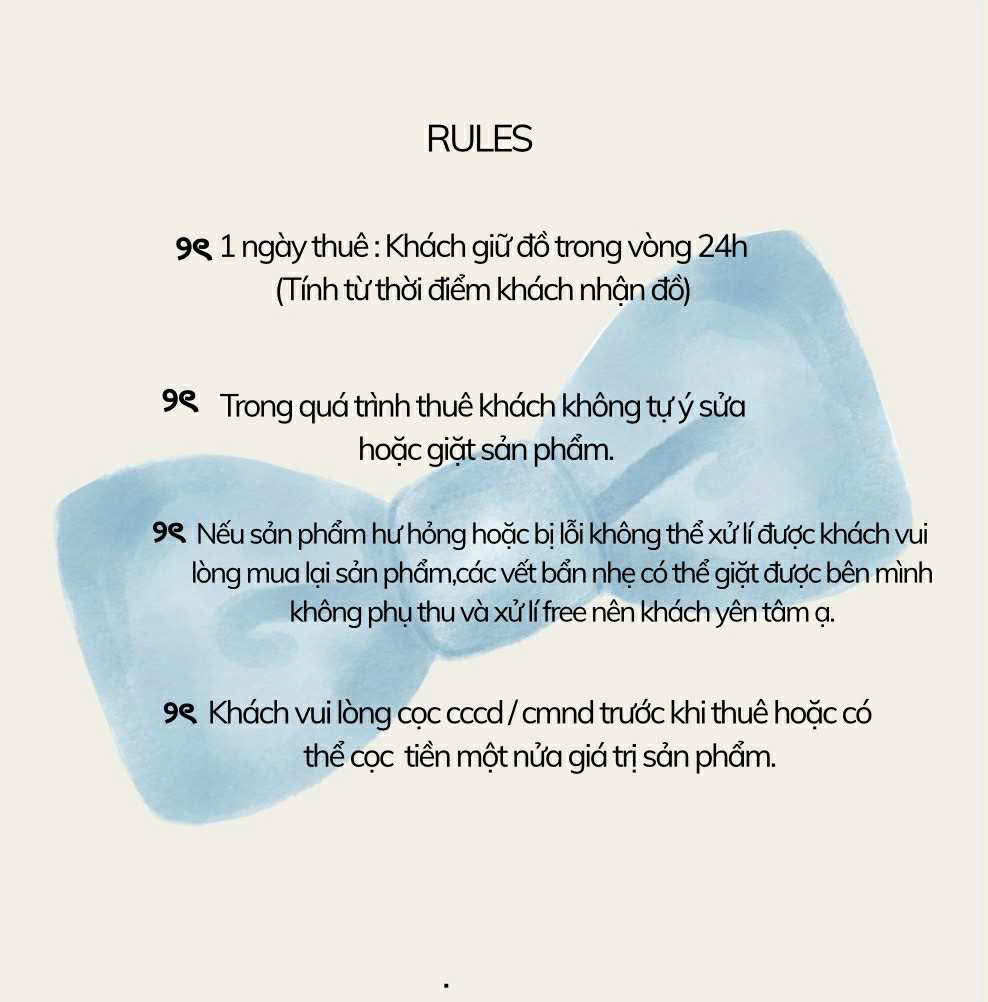 RULES
୨୧ 1 ngày thuê : Khách giữ đồ trong vòng 24h
(Tính từ thời điểm khách nhận đồ)
୨୧ Trong quá trình thuê khách không tự ý sửa
hoặc giặt sản phẩm.
୨୧ Nếu sản phẩm hư hỏng hoặc bị lỗi không thể xử lí được khách vui
lòng mua lại sản phẩm,các vết bẩn nhẹ có thể giặt được bên mình
không phụ thu và xử lí free nên khách yên tâm ạ.
୨୧ Khách vui lòng cọc cccd / cmnd trước khi thuê hoặc có
thể cọc tiền một nửa giá trị sản phẩm.
.